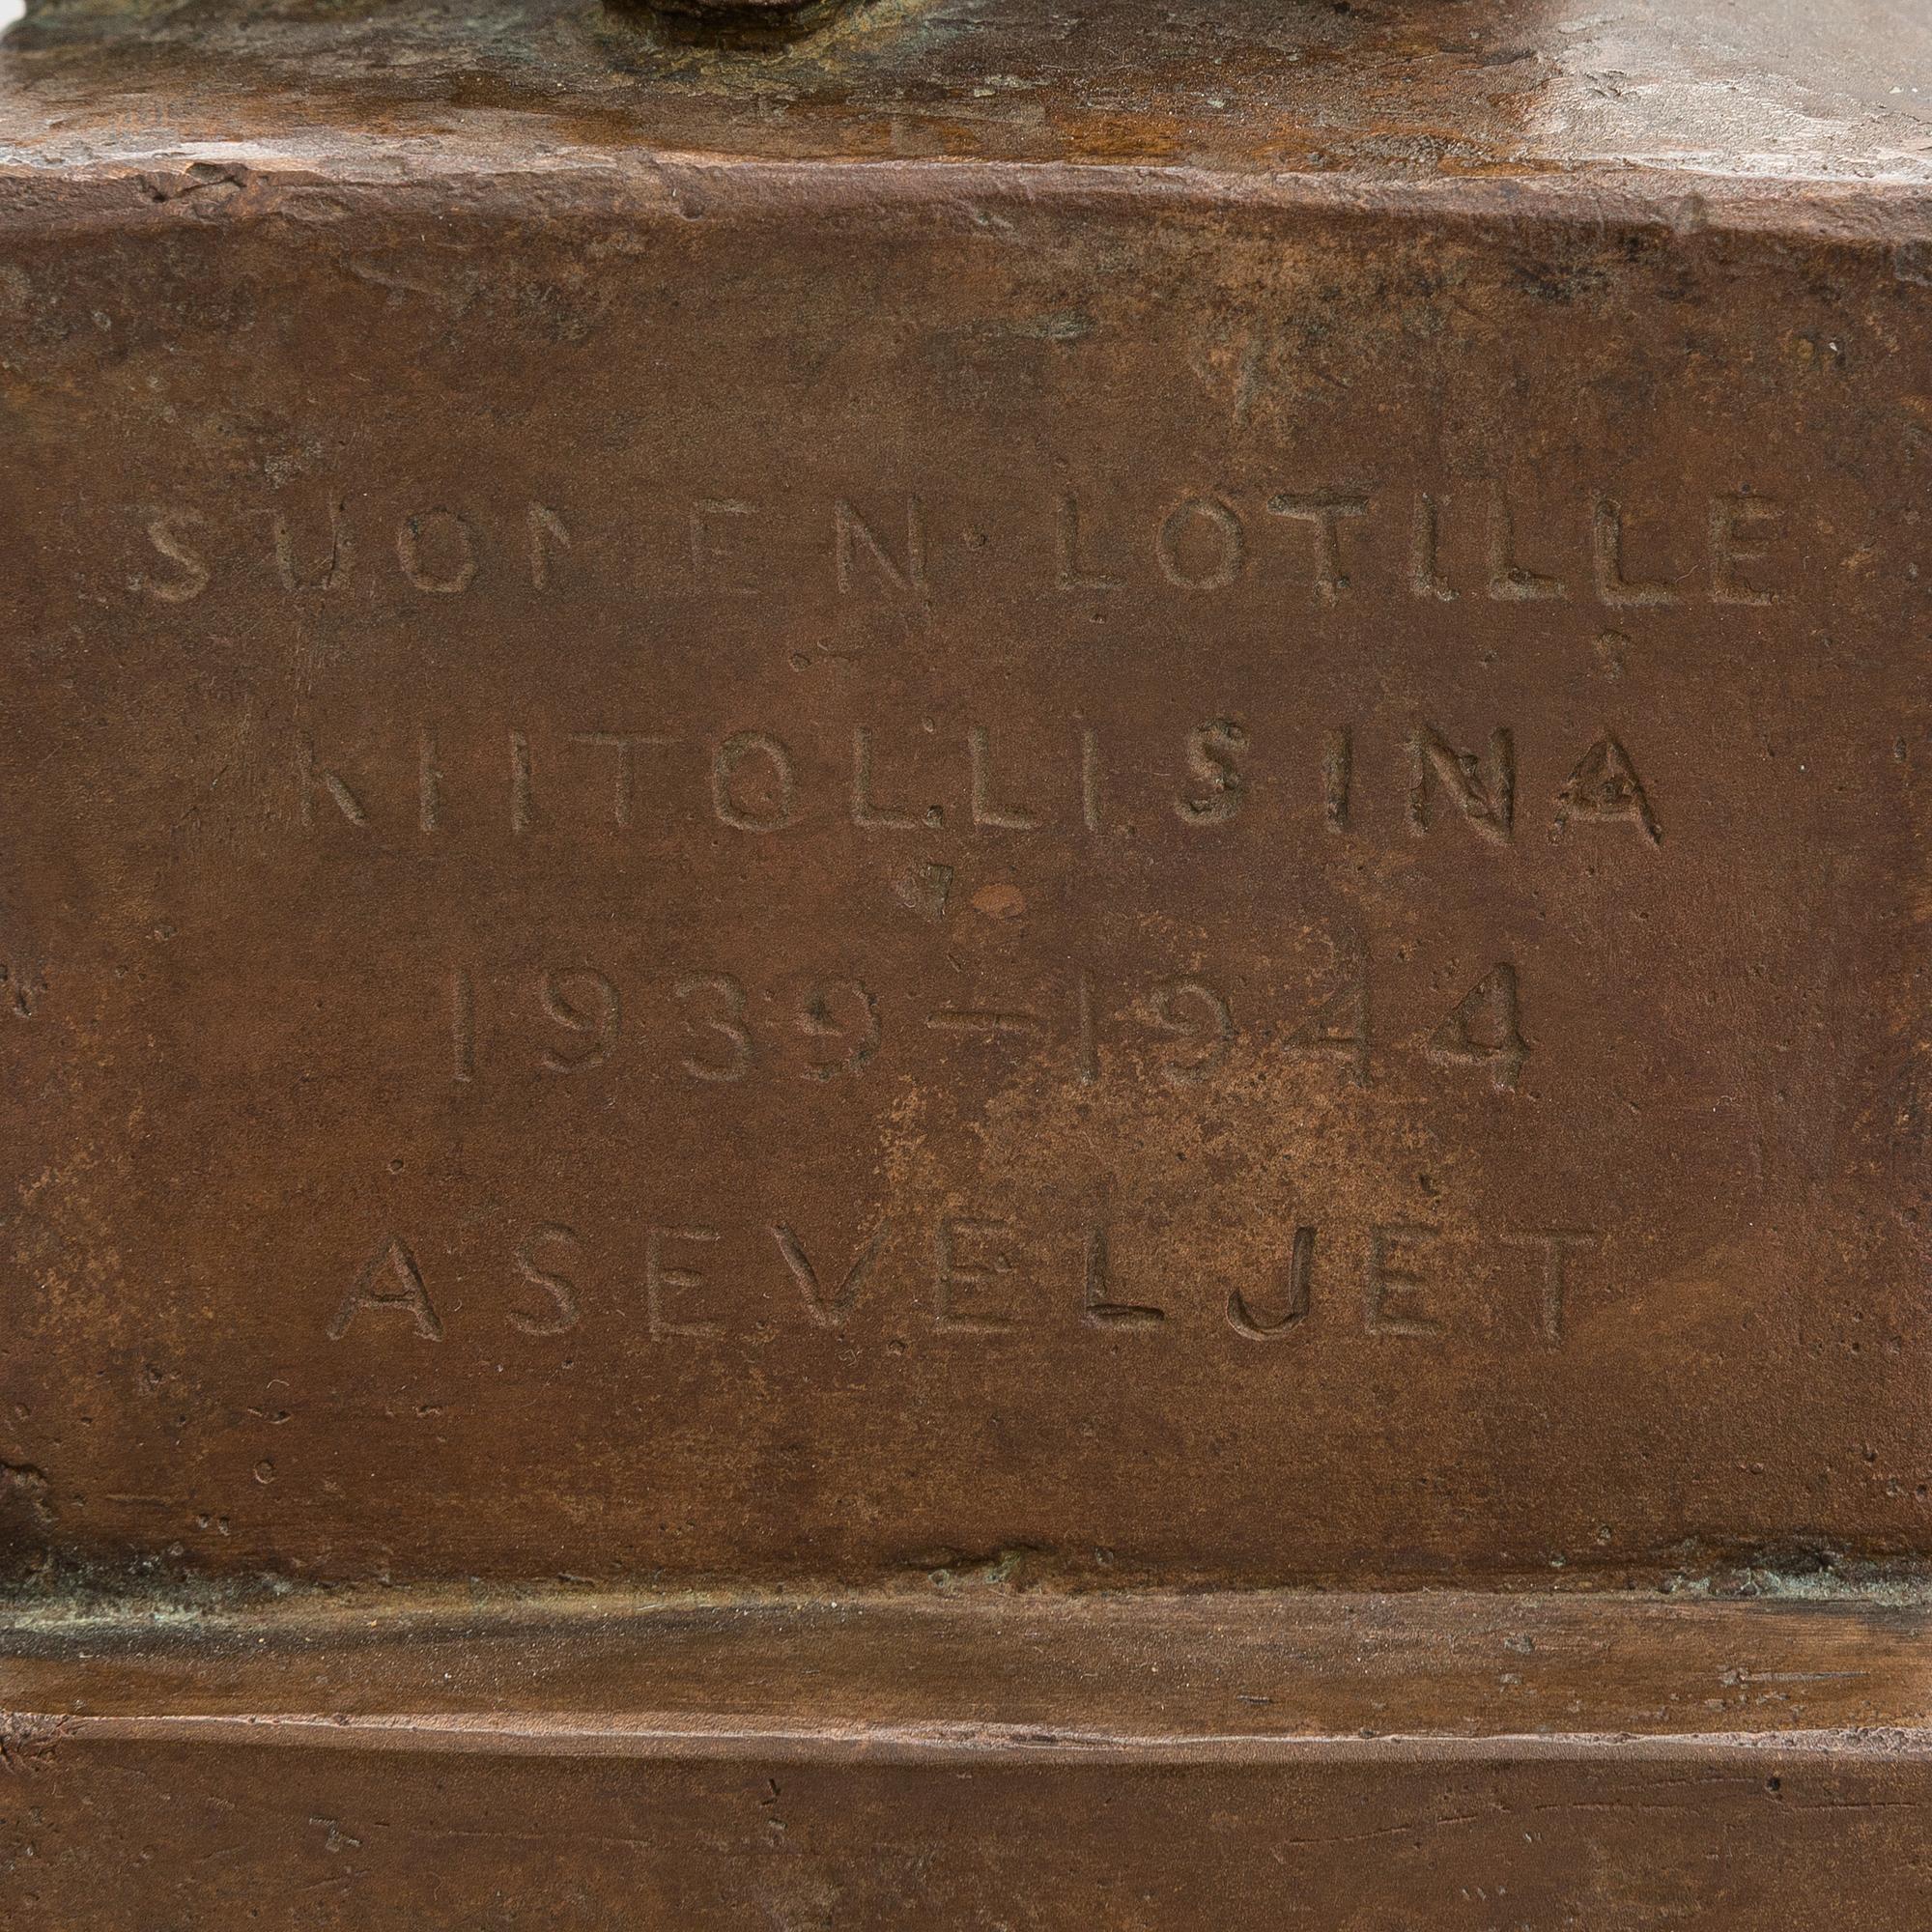 SUOMEN·LOTILLE
KIITOLLISINA
1939–1944
ASEVELJET